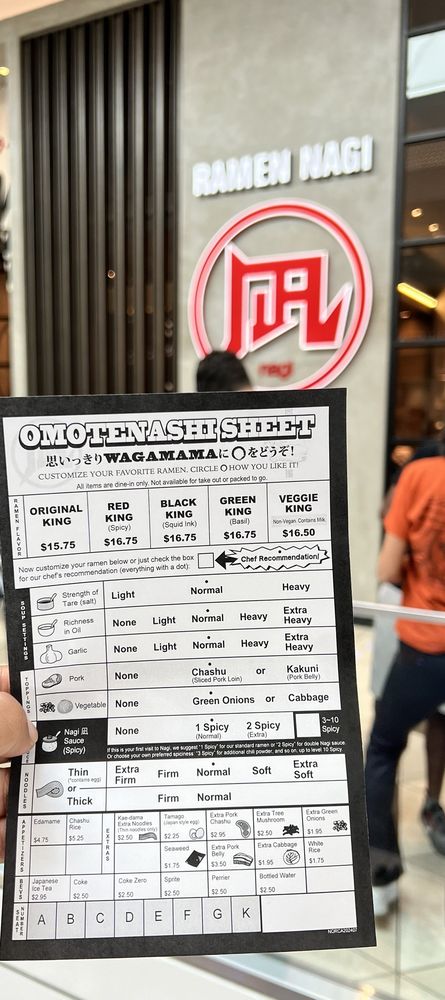 RAMEN NAGI
凪
nagi
OMOTENASHI SHEET
思いっきりWAGAMAMAに〇をどうぞ!
CUSTOMIZE YOUR FAVORITE RAMEN. CIRCLE 〇 HOW YOU LIKE IT!
All items are dine-in only. Not available for take out or packed to go.
RAMEN FLAVOR
ORIGINAL KING $15.75
RED KING (Spicy) $16.75
BLACK KING (Squid Ink) $16.75
GREEN KING (Basil) $16.75
VEGGIE KING Non-Vegan. Contains Milk. $16.50
Now customize your ramen below or just check the box
for our chef's recommendation (everything with a dot):
Chef Recommendation!
SOUP SETTINGS
Strength of Tare (salt) Light Normal Heavy
Richness in Oil None Light Normal Heavy Extra Heavy
Garlic None Light Normal Heavy Extra Heavy
TOPPINGS
Pork None Chashu (Sliced Pork Loin) or Kakuni (Pork Belly)
Vegetable None Green Onions or Cabbage
Nagi 凪 Sauce (Spicy) None 1 Spicy (Normal) 2 Spicy (Extra) 3~10 Spicy
If this is your first visit to Nagi, we suggest "1 Spicy" for our standard ramen or "2 Spicy" for double Nagi sauce.
Or choose your own preferred spiciness "3 Spicy" for additional chili powder, and so on, up to level 10 Spicy.
NOODLES
Thin (*contains egg) Extra Firm Firm Normal Soft Extra Soft
or
Thick Firm Normal
APPETIZERS
Edamame $4.75
Chashu Rice $5.25
EXTRAS
Kae-dama Extra Noodles (Thin noodles only) $2.50
Tamago (Japan style egg) $2.25
Extra Pork Chashu $2.95
Extra Tree Mushroom $2.50
Extra Green Onions $1.95
Seaweed $1.75
Extra Pork Belly $3.50
Extra Cabbage $1.95
White Rice $1.75
BEVS
Japanese Ice Tea $2.95
Coke $2.50
Coke Zero $2.50
Sprite $2.50
Perrier $2.50
Bottled Water $2.50
SEAT NUMBER
A B C D E F G K